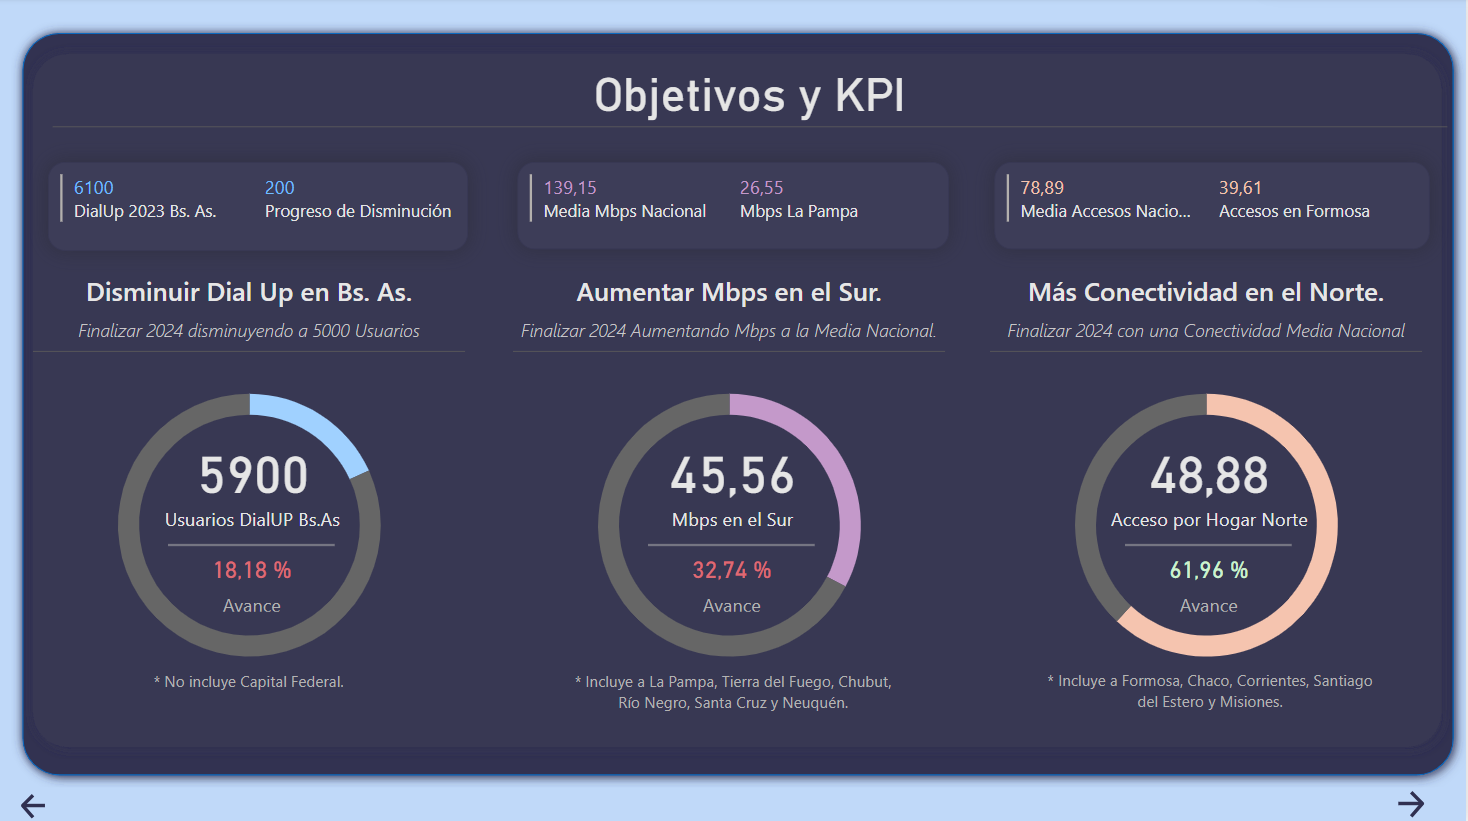 Objetivos y KPI
6100
DialUp 2023 Bs. As.
200
Progreso de Disminución
139,15
Media Mbps Nacional
26,55
Mbps La Pampa
78,89
Media Accesos Nacio...
39,61
Accesos en Formosa
Disminuir Dial Up en Bs. As.
Finalizar 2024 disminuyendo a 5000 Usuarios
Aumentar Mbps en el Sur.
Finalizar 2024 Aumentando Mbps a la Media Nacional.
Más Conectividad en el Norte.
Finalizar 2024 con una Conectividad Media Nacional
5900
Usuarios DialUP Bs.As
18,18 %
Avance
* No incluye Capital Federal.
45,56
Mbps en el Sur
32,74 %
Avance
* Incluye a La Pampa, Tierra del Fuego, Chubut,
Río Negro, Santa Cruz y Neuquén.
48,88
Acceso por Hogar Norte
61,96 %
Avance
* Incluye a Formosa, Chaco, Corrientes, Santiago
del Estero y Misiones.